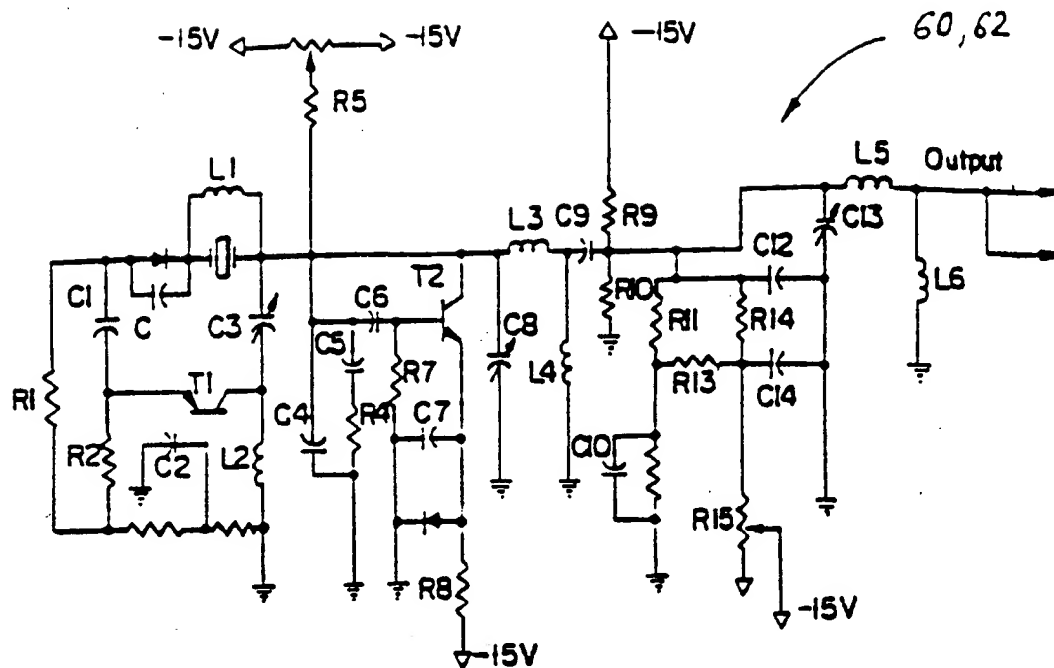 60,62
-15V -15V -15V
R5
L1 L5 Output
L3 C9 R9 C13
T2 C12
C1 C C3 C6 R10 L6
C5 C8 R11 R14
R1 T1 R7 L4 R13 C14
R2 C2 L2 C4 R4 C7 C10
R15
R8
-15V
-15V